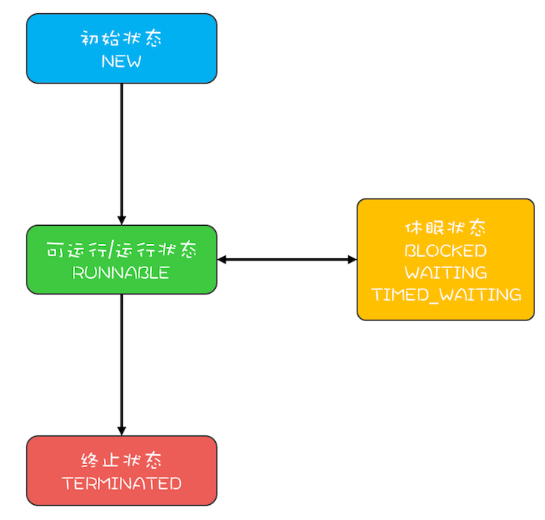 初始状态
NEW
可运行/运行状态
RUNNABLE
休眠状态
BLOCKED
WAITING
TIMED_WAITING
终止状态
TERMINATED